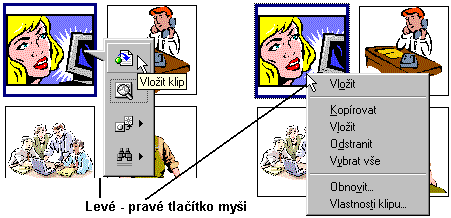 Vložit klip
Vložit
Kopírovat
Vložit
Odstranit
Vybrat vše
Obnovit...
Vlastnosti klipu...
Levé - pravé tlačítko myši